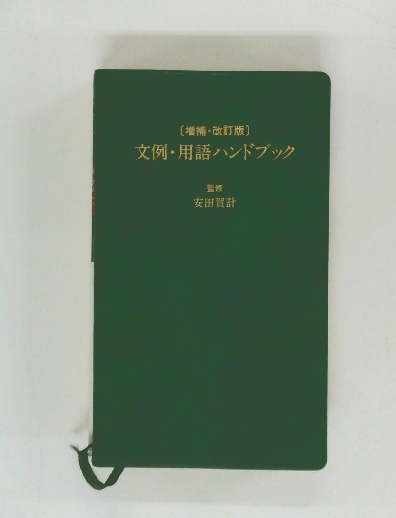 〔増補・改訂版〕
文例・用語ハンドブック
監修
安田賀計